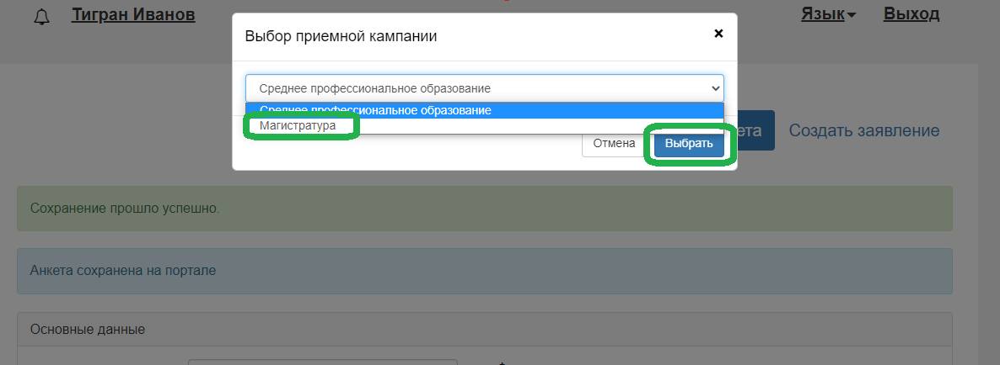 Тигран Иванов
Язык
Выход
Выбор приемной кампании
×
Среднее профессиональное образование
Среднее профессиональное образование
Магистратура
ета
Создать заявление
Отмена
Выбрать
Сохранение прошло успешно.
Анкета сохранена на портале
Основные данные